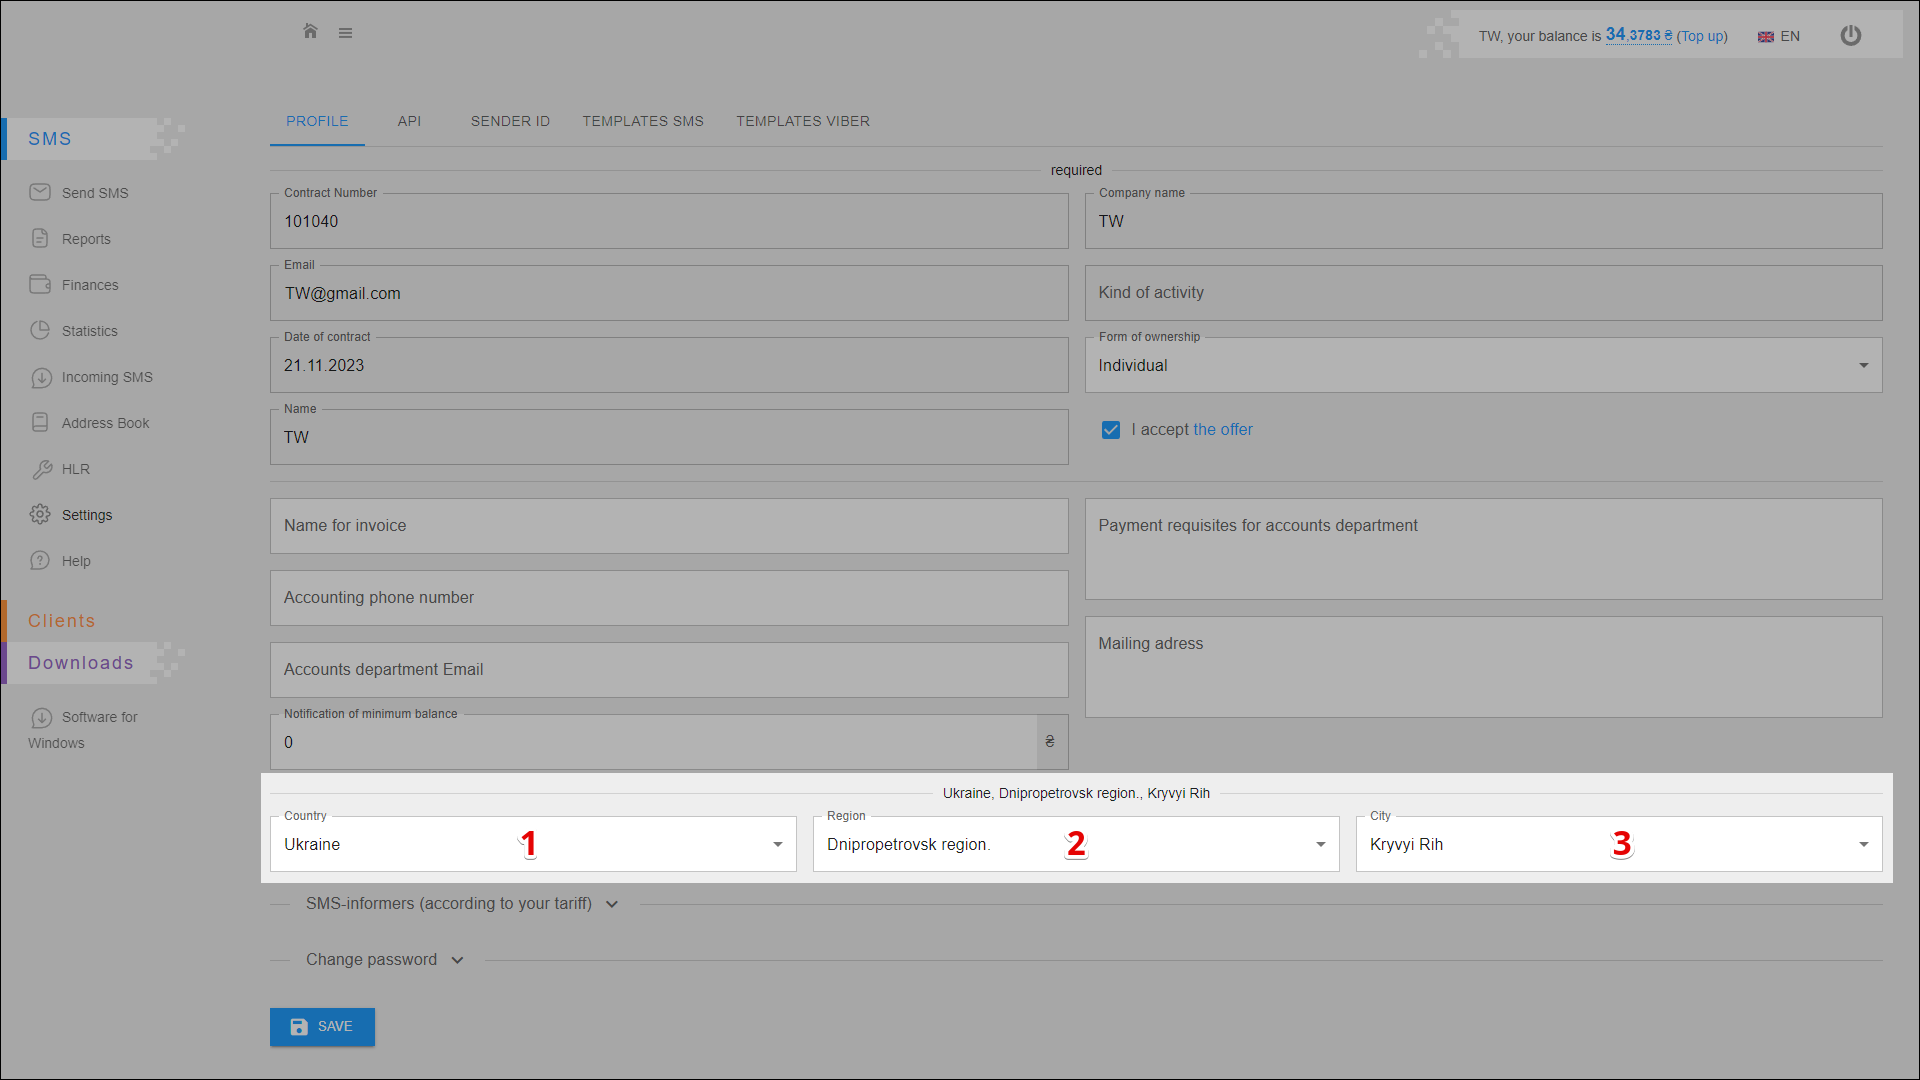 TW, your balance is 34,3783 ₴ (Top up)
EN
SMS
Send SMS
Reports
Finances
Statistics
Incoming SMS
Address Book
HLR
Settings
Help
Clients
Downloads
Software for
Windows
PROFILE
API
SENDER ID
TEMPLATES SMS
TEMPLATES VIBER
required
Contract Number
101040
Company name
TW
Email
TW@gmail.com
Kind of activity
Date of contract
21.11.2023
Form of ownership
Individual
Name
TW
I accept the offer
Name for invoice
Payment requisites for accounts department
Accounting phone number
Mailing adress
Accounts department Email
Notification of minimum balance
0
₴
Ukraine, Dnipropetrovsk region., Kryvyi Rih
Country
Ukraine
1
Region
Dnipropetrovsk region.
2
City
Kryvyi Rih
3
SMS-informers (according to your tariff)
Change password
SAVE